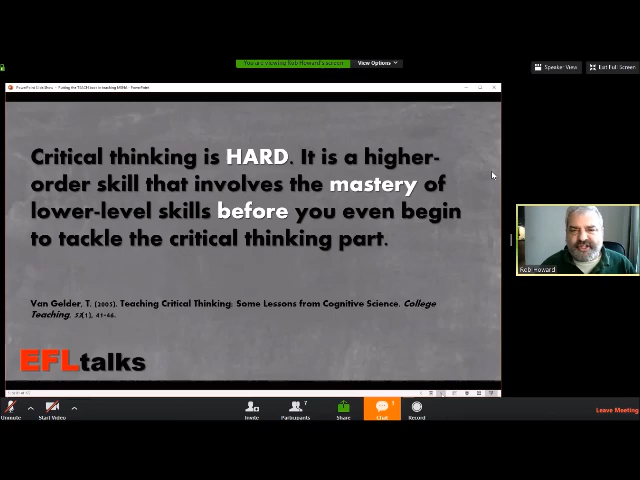 You are viewing Rob Howard's screen
View Options
Speaker View
Exit Full Screen
Critical thinking is HARD. It is a higher-
order skill that involves the mastery of
lower-level skills before you even begin
to tackle the critical thinking part.
Van Gelder, T. (2005). Teaching Critical Thinking: Some Lessons from Cognitive Science. College
Teaching, 53(1), 41-46.
EFLtalks
Rob Howard
Unmute
Start Video
Invite
Participants
Share
Chat
Record
Leave Meeting